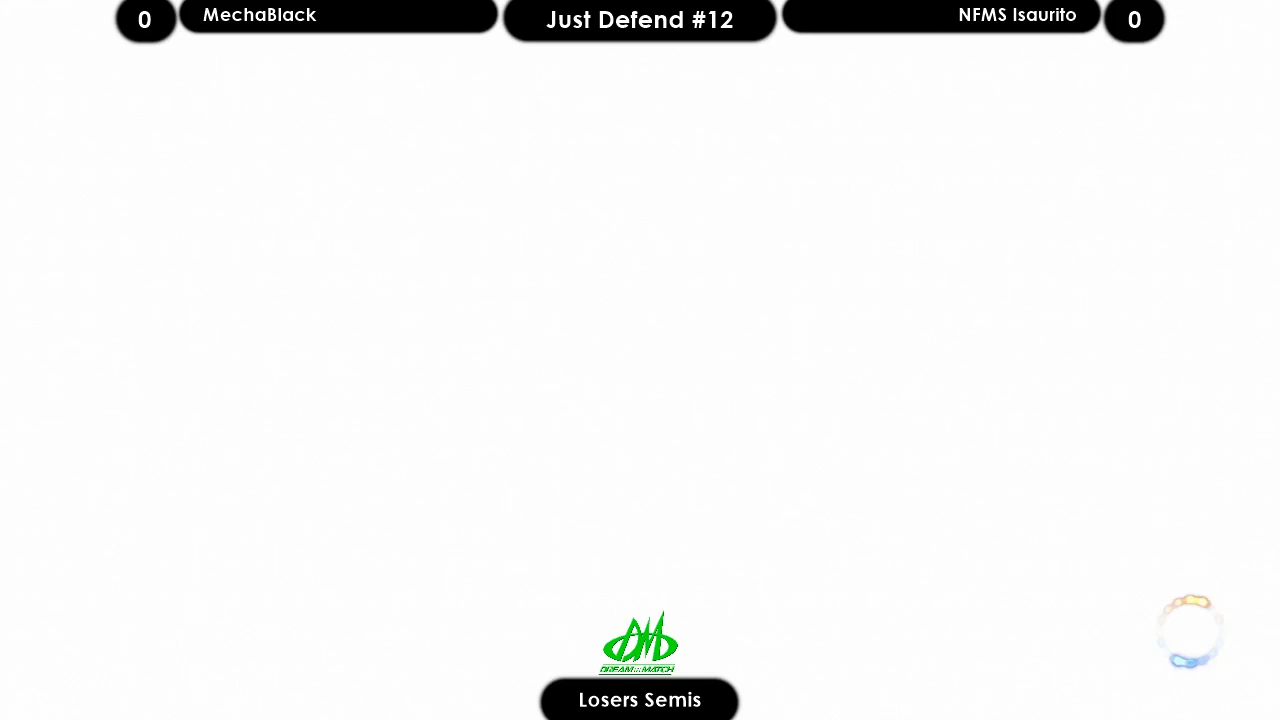 0
MechaBlack
Just Defend #12
NFMS Isaurito
0
DREAM MATCH
Losers Semis